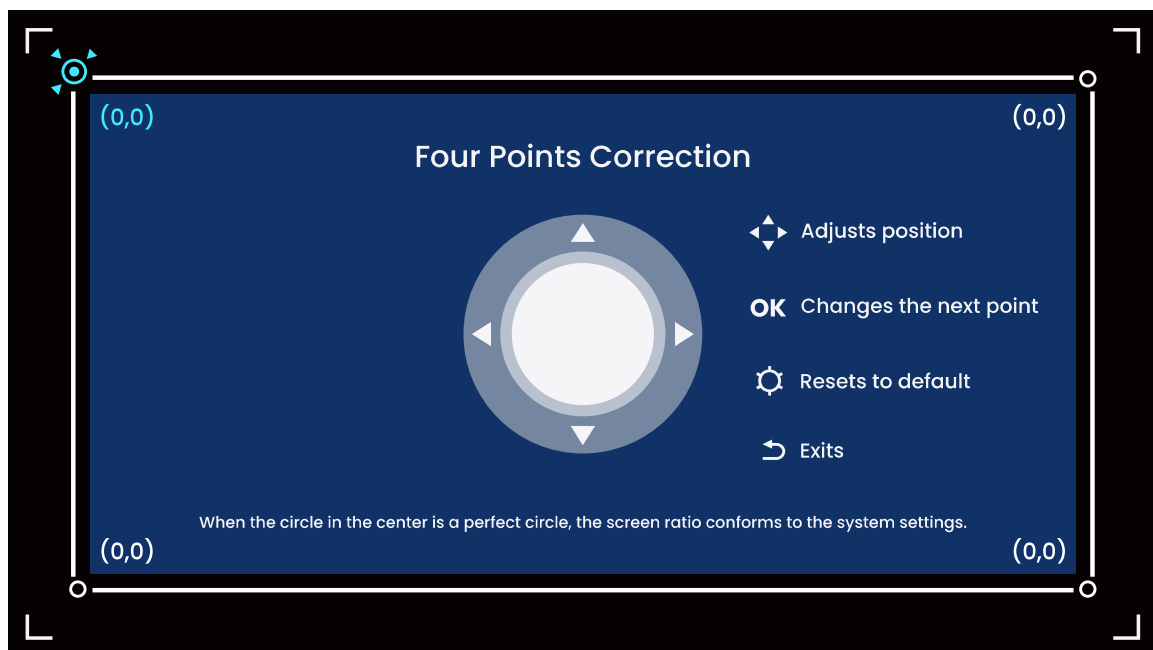 (0,0)
(0,0)
Four Points Correction
Adjusts position
OK Changes the next point
Resets to default
Exits
When the circle in the center is a perfect circle, the screen ratio conforms to the system settings.
(0,0)
(0,0)